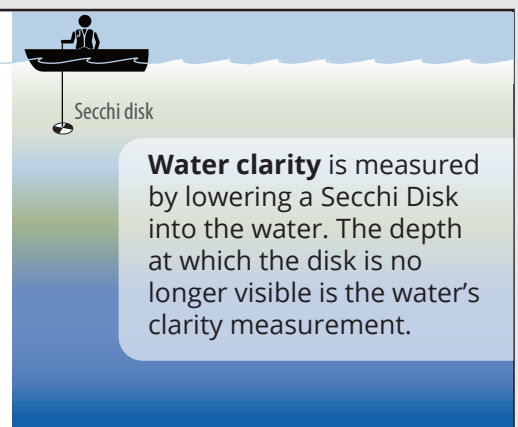 Secchi disk
Water clarity is measured
by lowering a Secchi Disk
into the water. The depth
at which the disk is no
longer visible is the water's
clarity measurement.